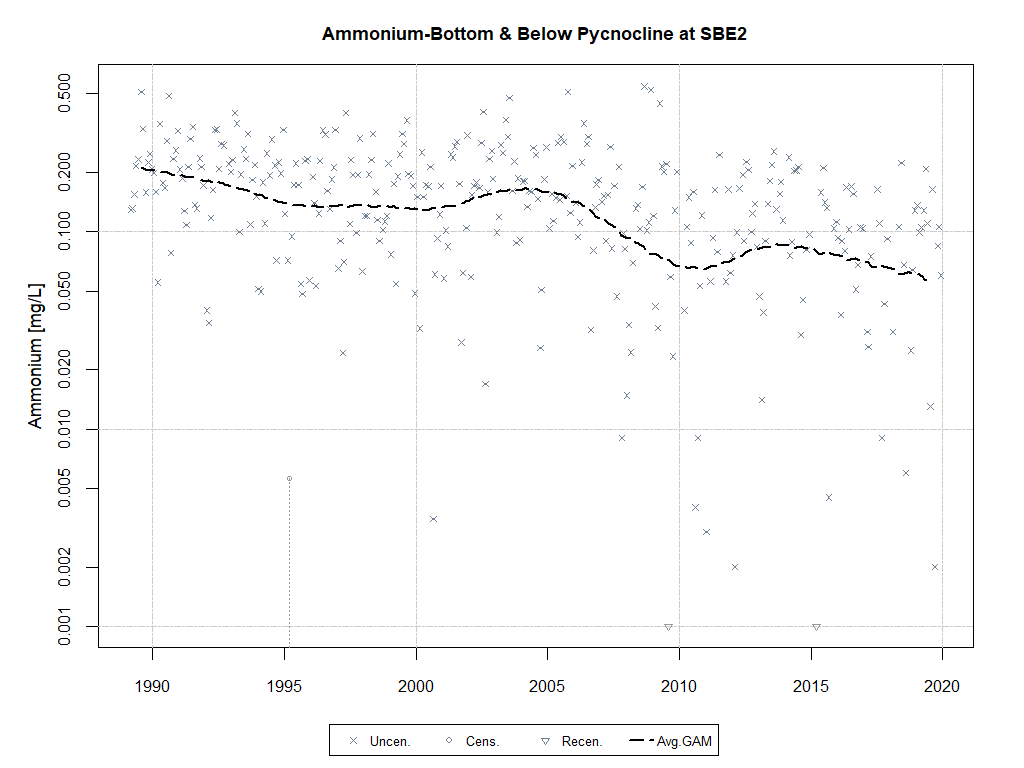 Ammonium-Bottom & Below Pycnocline at SBE2
Ammonium [mg/L]
0.500
0.200
0.100
0.050
0.020
0.010
0.005
0.002
0.001
1990 1995 2000 2005 2010 2015 2020
Uncen. Cens. Recen. Avg.GAM